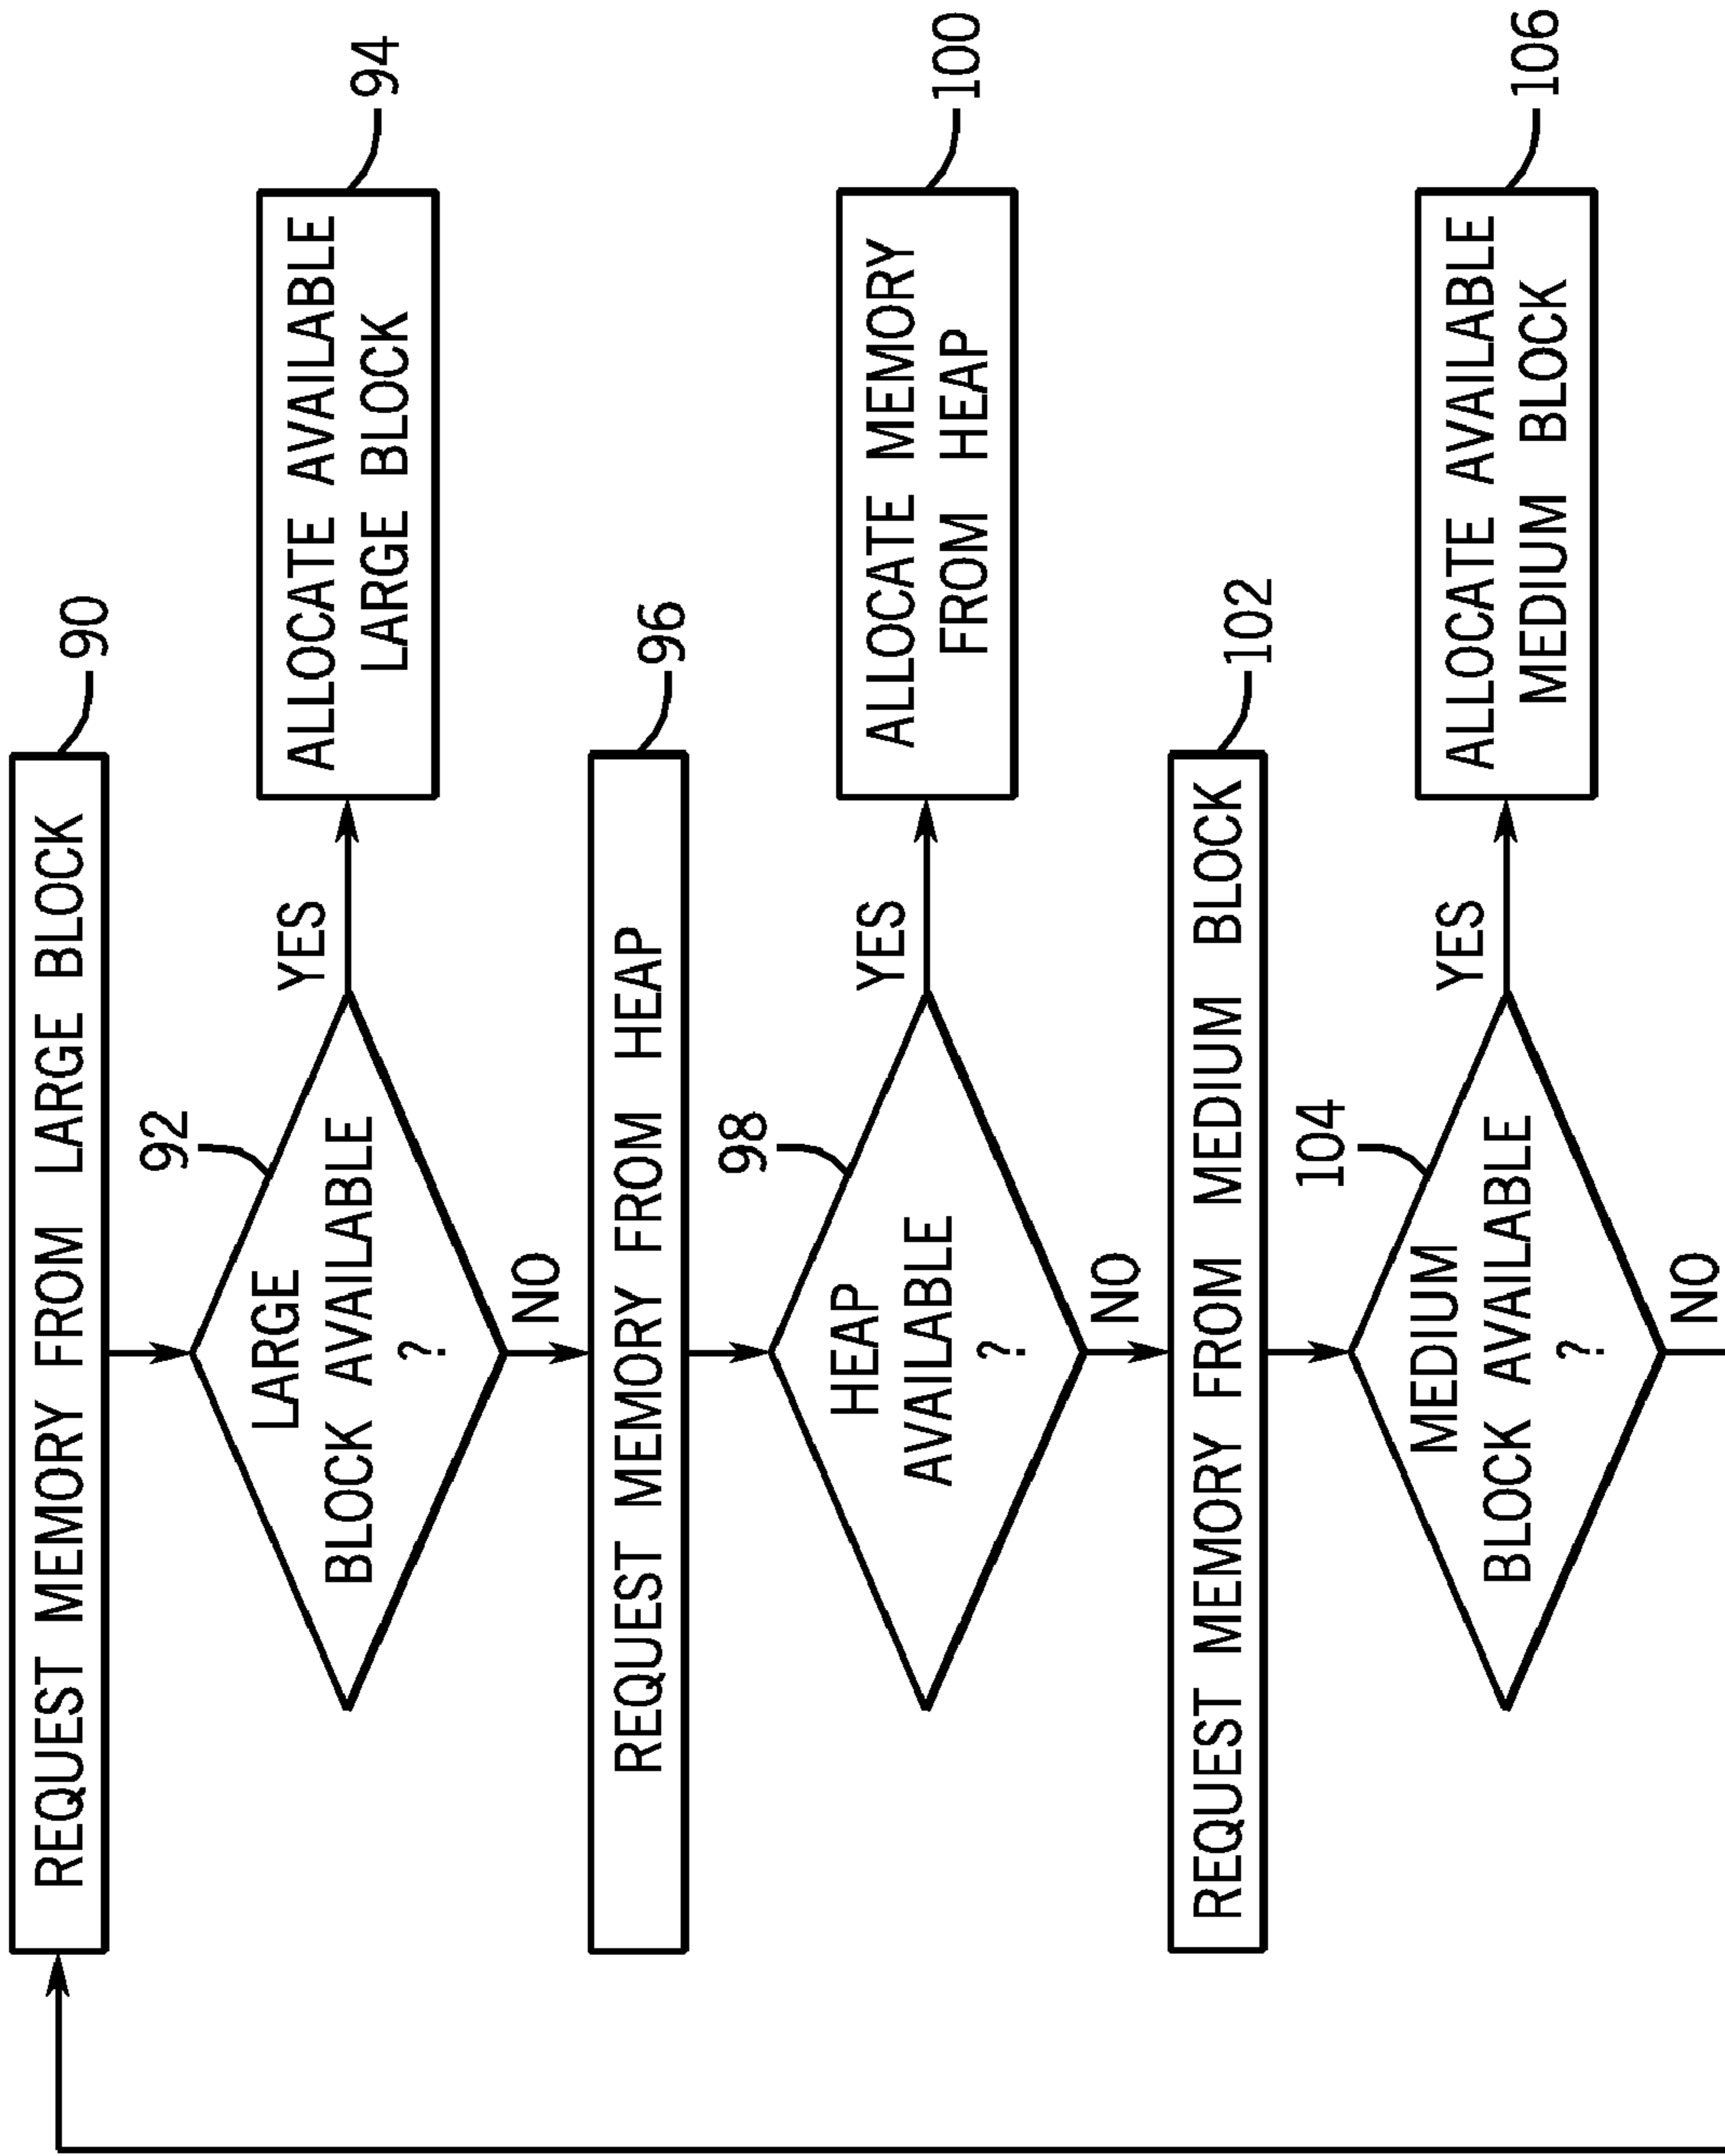 REQUEST MEMORY FROM LARGE BLOCK
90
92
LARGE
BLOCK AVAILABLE
?
YES
ALLOCATE AVAILABLE
LARGE BLOCK
94
NO
REQUEST MEMORY FROM HEAP
96
98
HEAP
AVAILABLE
?
YES
ALLOCATE MEMORY
FROM HEAP
100
NO
REQUEST MEMORY FROM MEDIUM BLOCK
102
104
MEDIUM
BLOCK AVAILABLE
?
YES
ALLOCATE AVAILABLE
MEDIUM BLOCK
106
NO